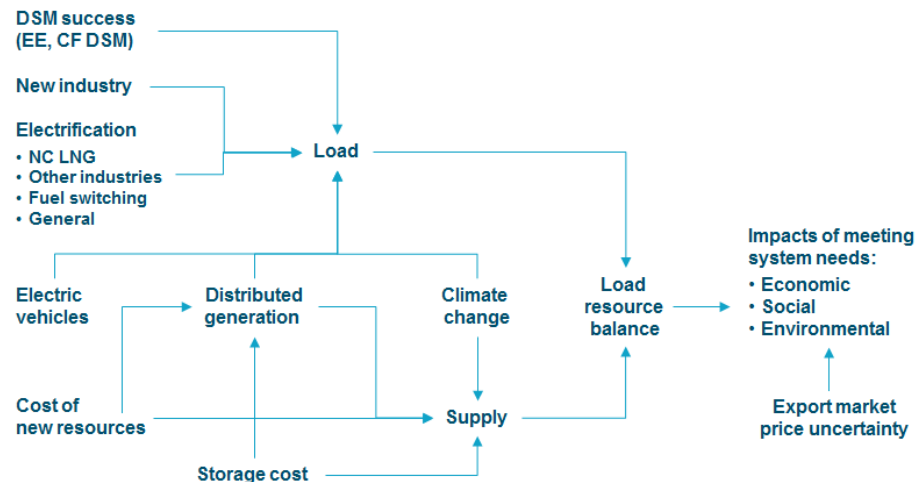 DSM success
(EE, CF DSM)
New industry
Electrification
• NC LNG
• Other industries
• Fuel switching
• General
Load
Electric
vehicles
Distributed
generation
Climate
change
Load
resource
balance
Impacts of meeting
system needs:
• Economic
• Social
• Environmental
Cost of
new resources
Supply
Export market
price uncertainty
Storage cost